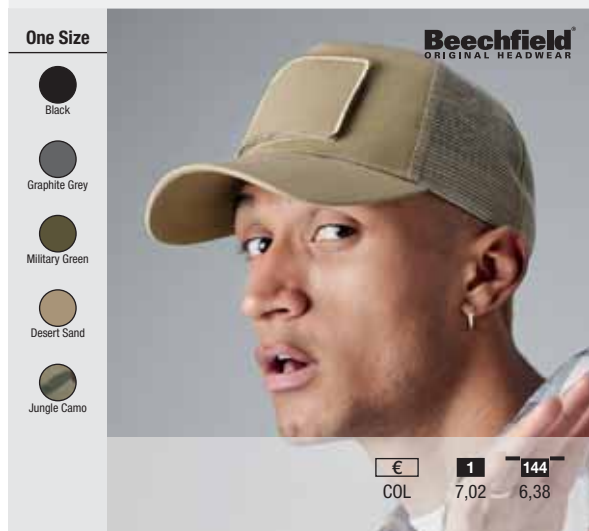 One Size
Beechfield®
ORIGINAL HEADWEAR
Black
Graphite Grey
Military Green
Desert Sand
Jungle Camo
€ 1 144
COL 7,02 6,38